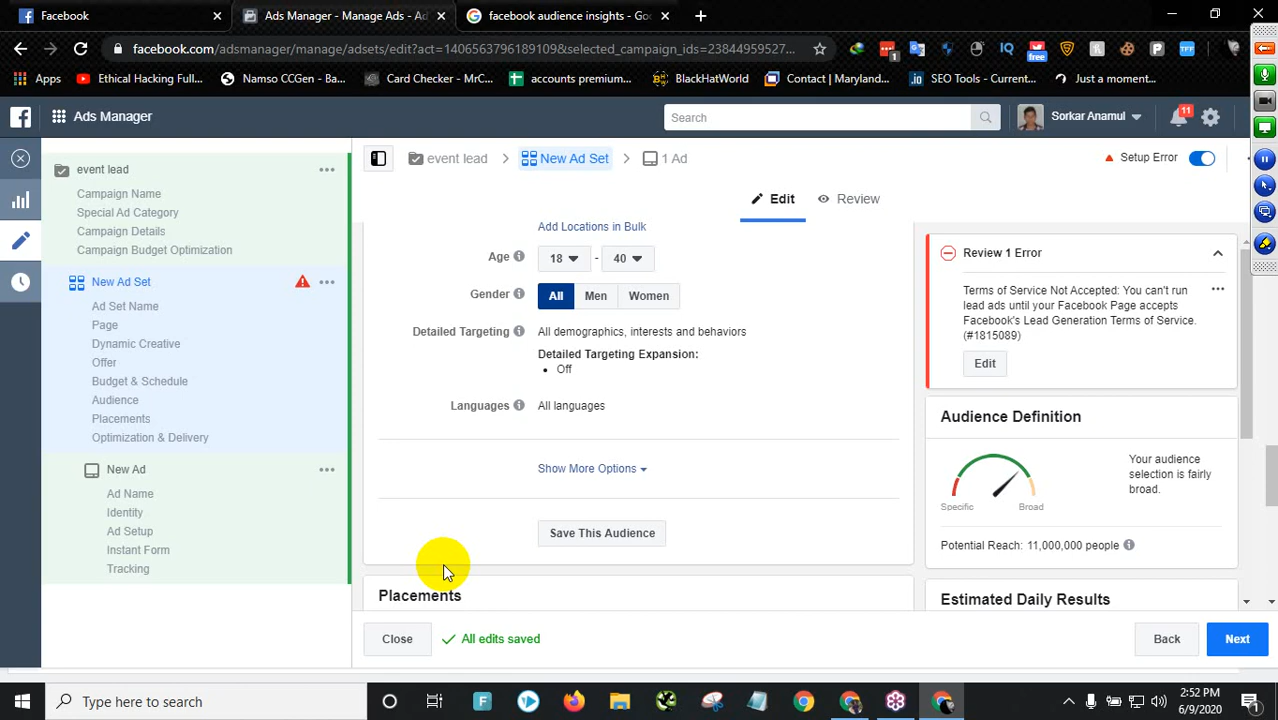 Facebook
Ads Manager - Manage Ads - Ad
facebook audience insights - Go
facebook.com/adsmanager/manage/adsets/edit?act=1406563796189109&selected_campaign_ids=23844959527...
1
IQ
free
TFF
Apps
Ethical Hacking Full...
Namso CCGen - Ba...
Card Checker - MrC...
accounts premium...
BlackHatWorld
Contact | Maryland...
.io
SEO Tools - Current...
Just a moment...
Ads Manager
Search
Sorkar Anamul
11
event lead
New Ad Set
1 Ad
Setup Error
event lead
Campaign Name
Special Ad Category
Campaign Details
Campaign Budget Optimization
New Ad Set
Ad Set Name
Page
Dynamic Creative
Offer
Budget & Schedule
Audience
Placements
Optimization & Delivery
New Ad
Ad Name
Identity
Ad Setup
Instant Form
Tracking
Edit
Review
Add Locations in Bulk
Age
18 - 40
Gender
All
Men
Women
Detailed Targeting
All demographics, interests and behaviors
Detailed Targeting Expansion:
• Off
Languages
All languages
Show More Options
Save This Audience
Placements
Review 1 Error
Terms of Service Not Accepted: You can't run
lead ads until your Facebook Page accepts
Facebook's Lead Generation Terms of Service.
(#1815089)
Edit
Audience Definition
Specific
Broad
Your audience
selection is fairly
broad.
Potential Reach: 11,000,000 people
Estimated Daily Results
Close
All edits saved
Back
Next
Type here to search
2:52 PM
6/9/2020
1